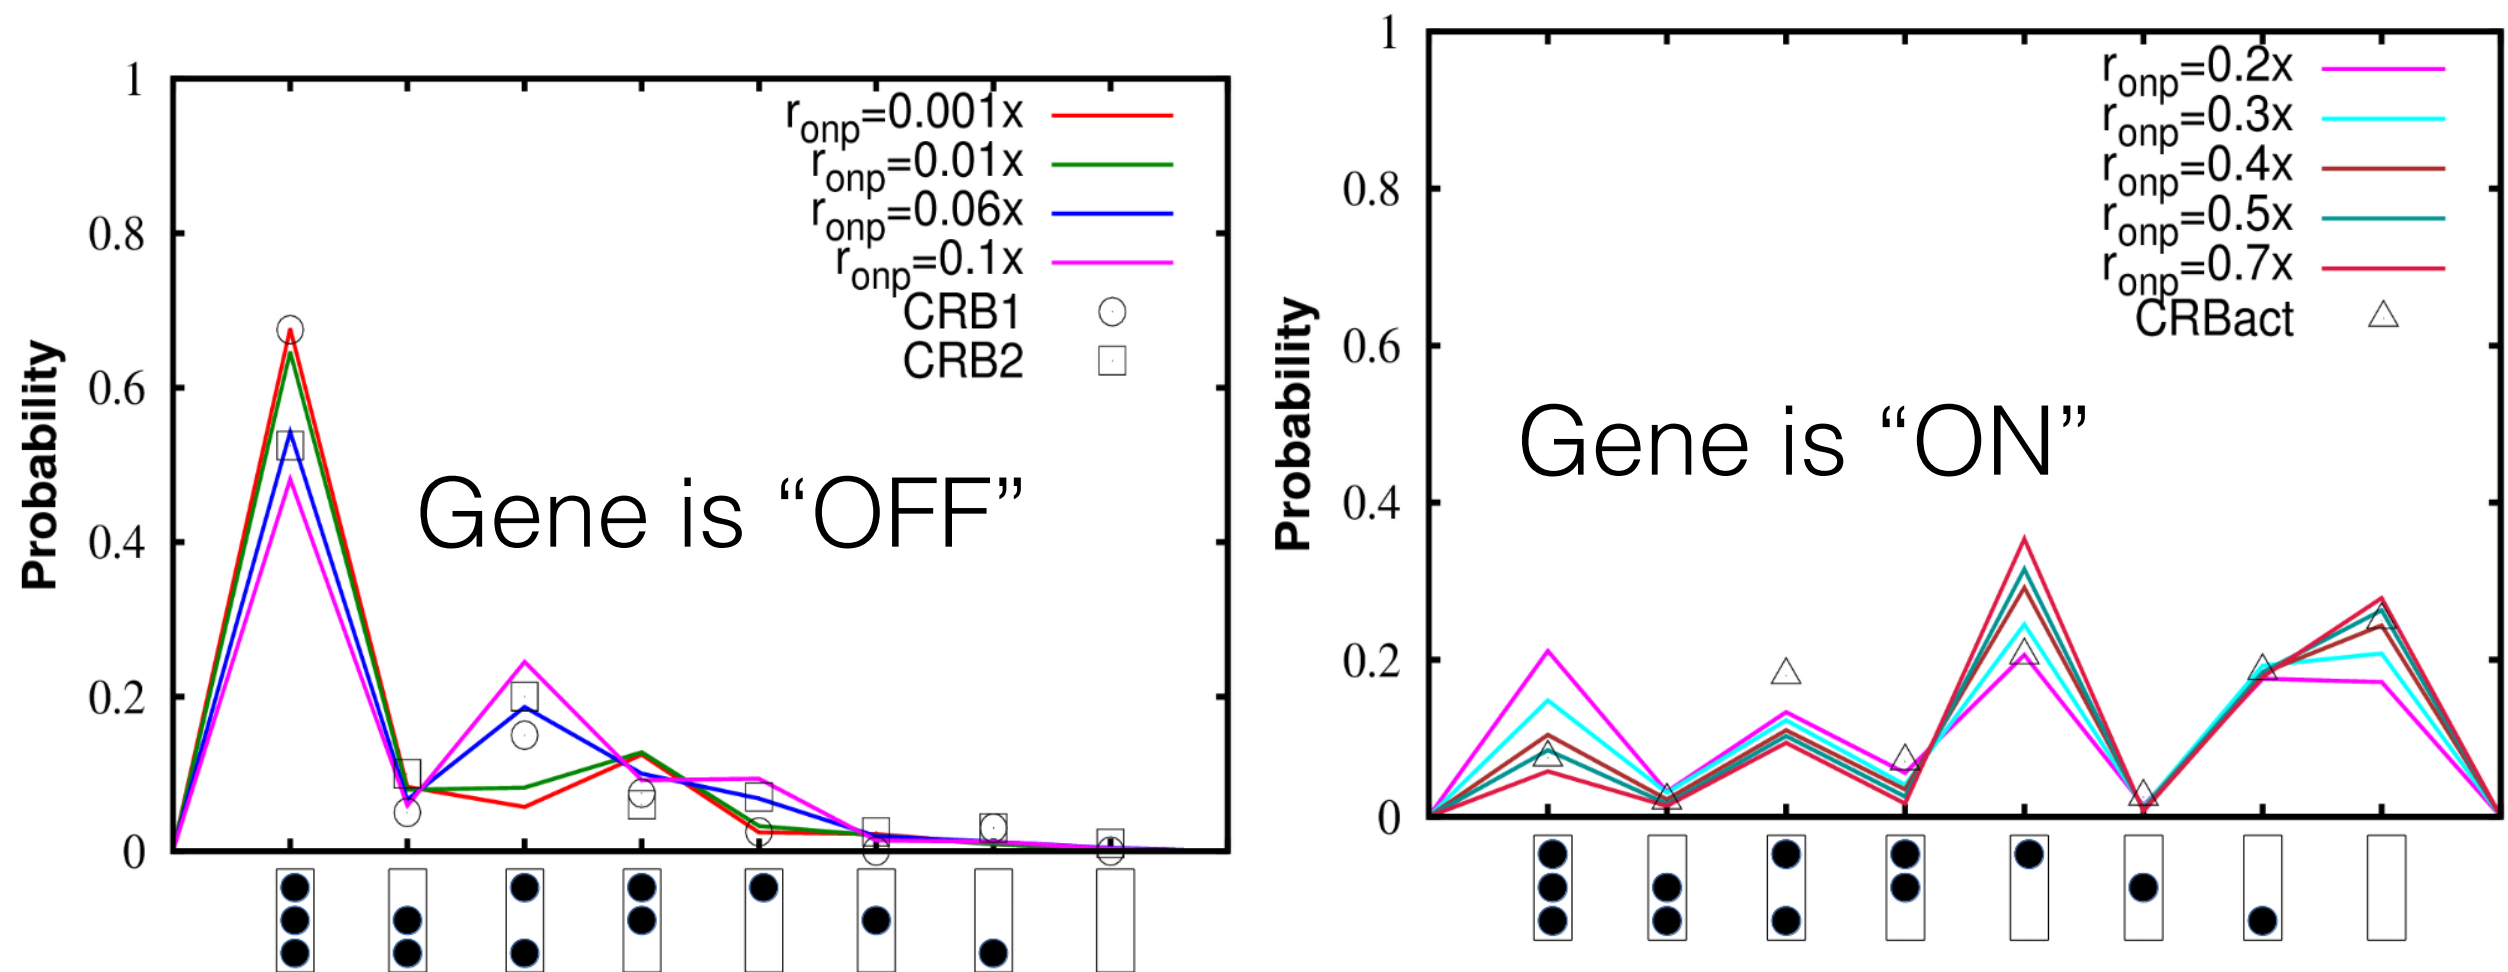 1
0.8
0.6
0.4
0.2
0
Probability
r_onp=0.001x
r_onp=0.01x
r_onp=0.06x
r_onp=0.1x
CRB1
CRB2
Gene is “OFF”
1
0.8
0.6
0.4
0.2
0
Probability
r_onp=0.2x
r_onp=0.3x
r_onp=0.4x
r_onp=0.5x
r_onp=0.7x
CRBact
Gene is “ON”